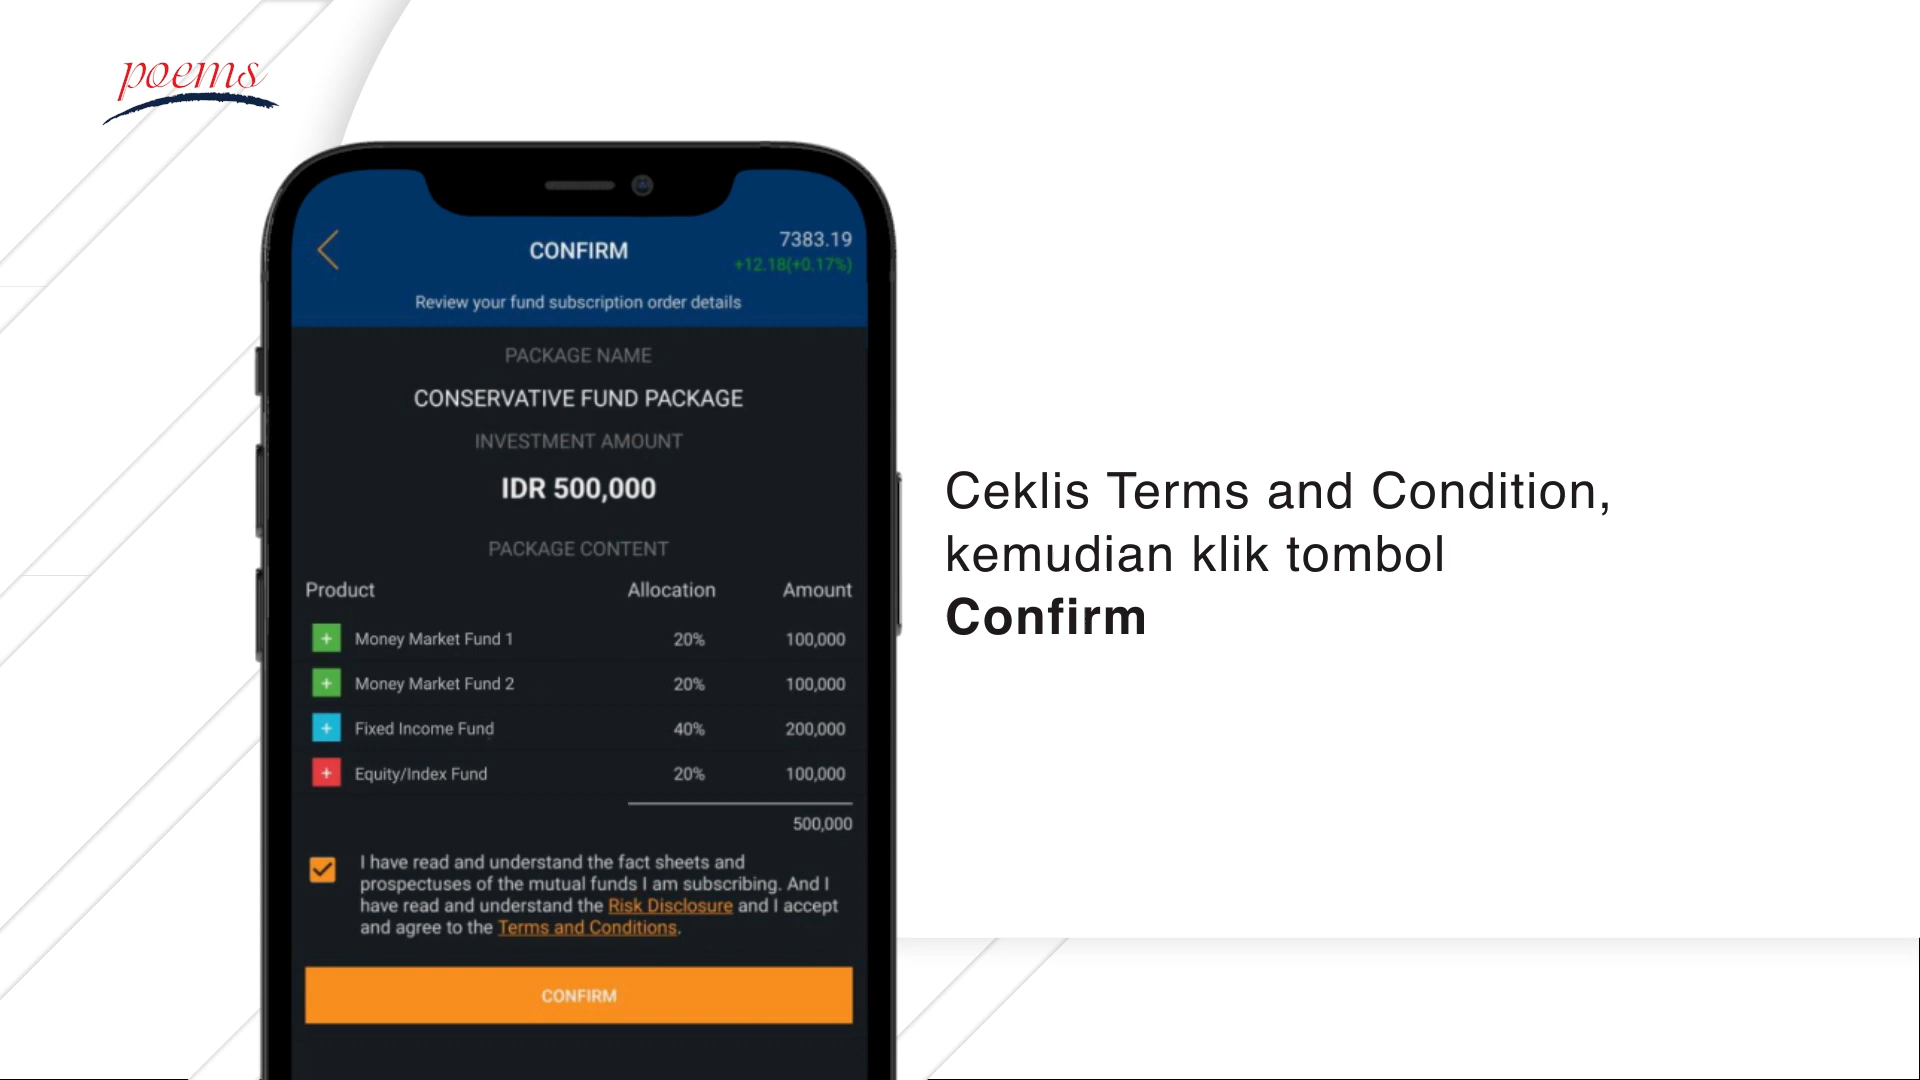 poems
CONFIRM
7383.19
+12.18(+0.17%)
Review your fund subscription order details
PACKAGE NAME
CONSERVATIVE FUND PACKAGE
INVESTMENT AMOUNT
IDR 500,000
PACKAGE CONTENT
Product Allocation Amount
+ Money Market Fund 1 20% 100,000
+ Money Market Fund 2 20% 100,000
+ Fixed Income Fund 40% 200,000
+ Equity/Index Fund 20% 100,000
500,000
I have read and understand the fact sheets and
prospectuses of the mutual funds I am subscribing. And I
have read and understand the Risk Disclosure and I accept
and agree to the Terms and Conditions.
CONFIRM
Ceklis Terms and Condition,
kemudian klik tombol
Confirm